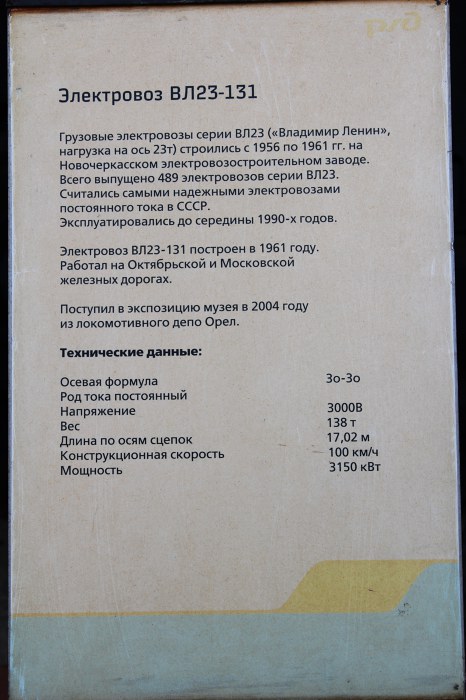 Электровоз ВЛ23-131
Грузовые электровозы серии ВЛ23 («Владимир Ленин»,
нагрузка на ось 23т) строились с 1956 по 1961 гг. на
Новочеркасском электровозостроительном заводе.
Всего выпущено 489 электровозов серии ВЛ23.
Считались самыми надежными электровозами
постоянного тока в СССР.
Эксплуатировались до середины 1990-х годов.
Электровоз ВЛ23-131 построен в 1961 году.
Работал на Октябрьской и Московской
железных дорогах.
Поступил в экспозицию музея в 2004 году
из локомотивного депо Орел.
Технические данные:
Осевая формула 3о-3о
Род тока постоянный
Напряжение 3000В
Вес 138 т
Длина по осям сцепок 17,02 м
Конструкционная скорость 100 км/ч
Мощность 3150 кВт